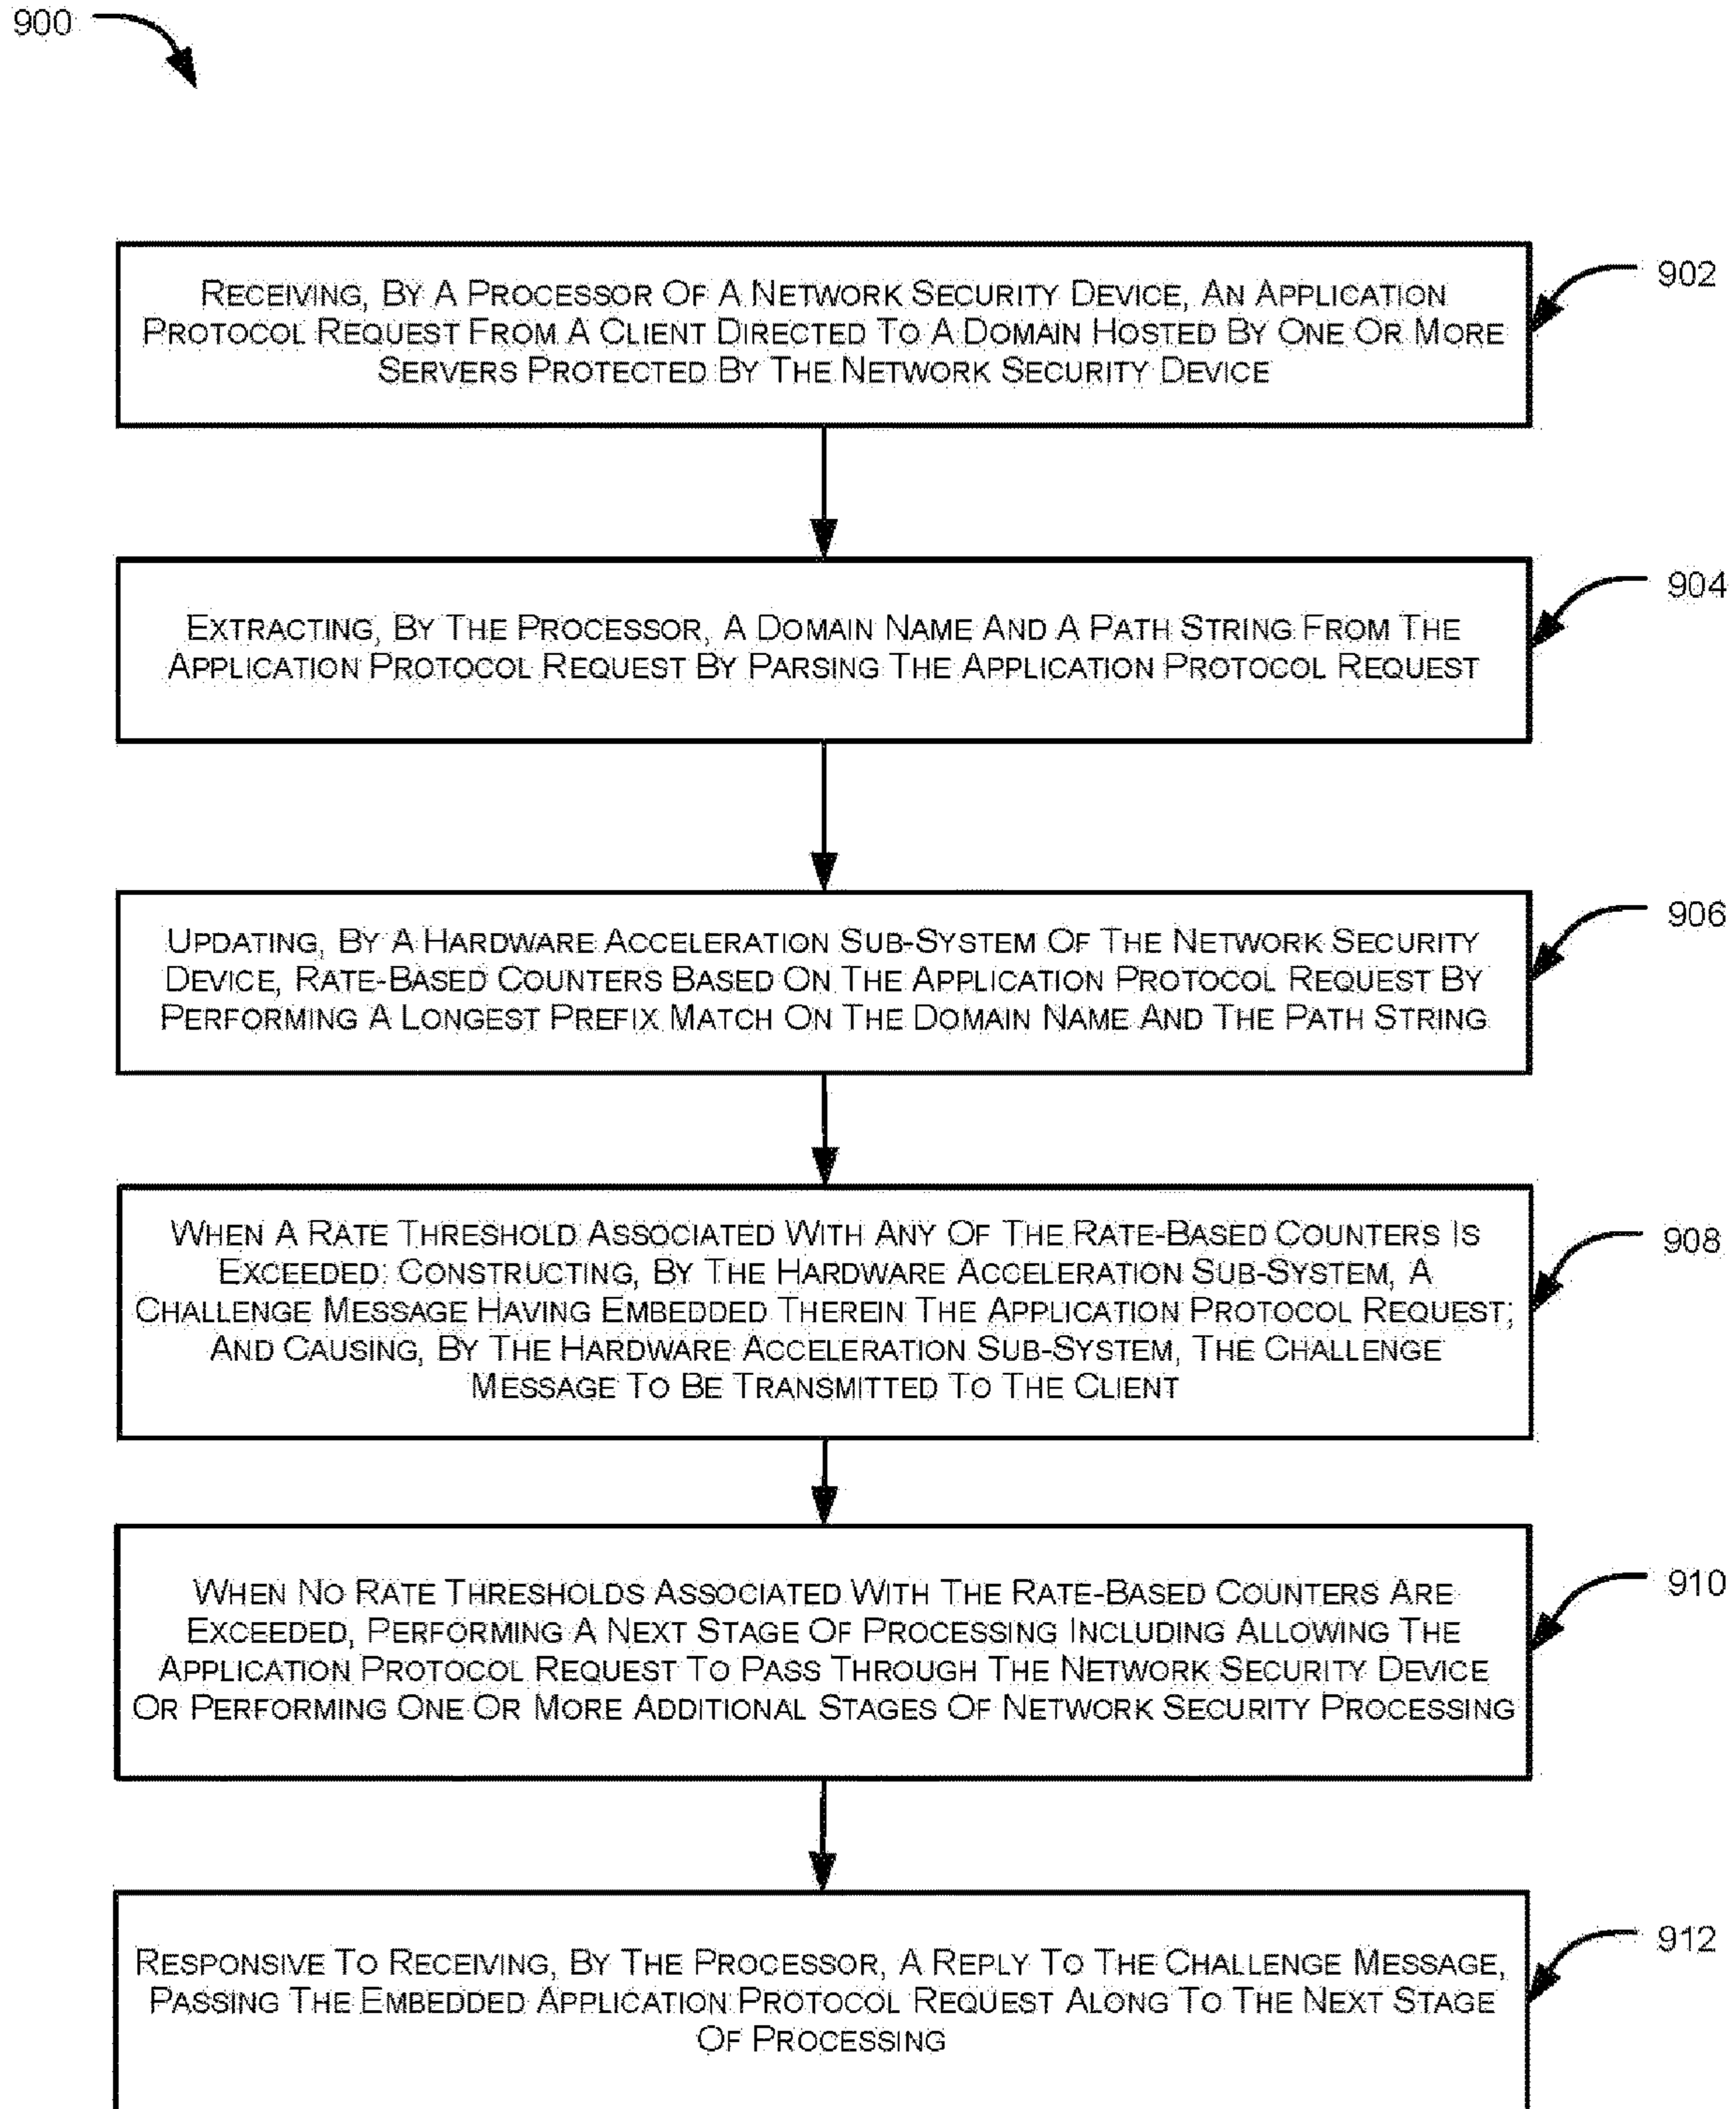 900
RECEIVING, BY A PROCESSOR OF A NETWORK SECURITY DEVICE, AN APPLICATION
PROTOCOL REQUEST FROM A CLIENT DIRECTED TO A DOMAIN HOSTED BY ONE OR MORE
SERVERS PROTECTED BY THE NETWORK SECURITY DEVICE
902
EXTRACTING, BY THE PROCESSOR, A DOMAIN NAME AND A PATH STRING FROM THE
APPLICATION PROTOCOL REQUEST BY PARSING THE APPLICATION PROTOCOL REQUEST
904
UPDATING, BY A HARDWARE ACCELERATION SUB-SYSTEM OF THE NETWORK SECURITY
DEVICE, RATE-BASED COUNTERS BASED ON THE APPLICATION PROTOCOL REQUEST BY
PERFORMING A LONGEST PREFIX MATCH ON THE DOMAIN NAME AND THE PATH STRING
906
WHEN A RATE THRESHOLD ASSOCIATED WITH ANY OF THE RATE-BASED COUNTERS IS
EXCEEDED: CONSTRUCTING, BY THE HARDWARE ACCELERATION SUB-SYSTEM, A
CHALLENGE MESSAGE HAVING EMBEDDED THEREIN THE APPLICATION PROTOCOL REQUEST;
AND CAUSING, BY THE HARDWARE ACCELERATION SUB-SYSTEM, THE CHALLENGE
MESSAGE TO BE TRANSMITTED TO THE CLIENT
908
WHEN NO RATE THRESHOLDS ASSOCIATED WITH THE RATE-BASED COUNTERS ARE
EXCEEDED, PERFORMING A NEXT STAGE OF PROCESSING INCLUDING ALLOWING THE
APPLICATION PROTOCOL REQUEST TO PASS THROUGH THE NETWORK SECURITY DEVICE
OR PERFORMING ONE OR MORE ADDITIONAL STAGES OF NETWORK SECURITY PROCESSING
910
RESPONSIVE TO RECEIVING, BY THE PROCESSOR, A REPLY TO THE CHALLENGE MESSAGE,
PASSING THE EMBEDDED APPLICATION PROTOCOL REQUEST ALONG TO THE NEXT STAGE
OF PROCESSING
912